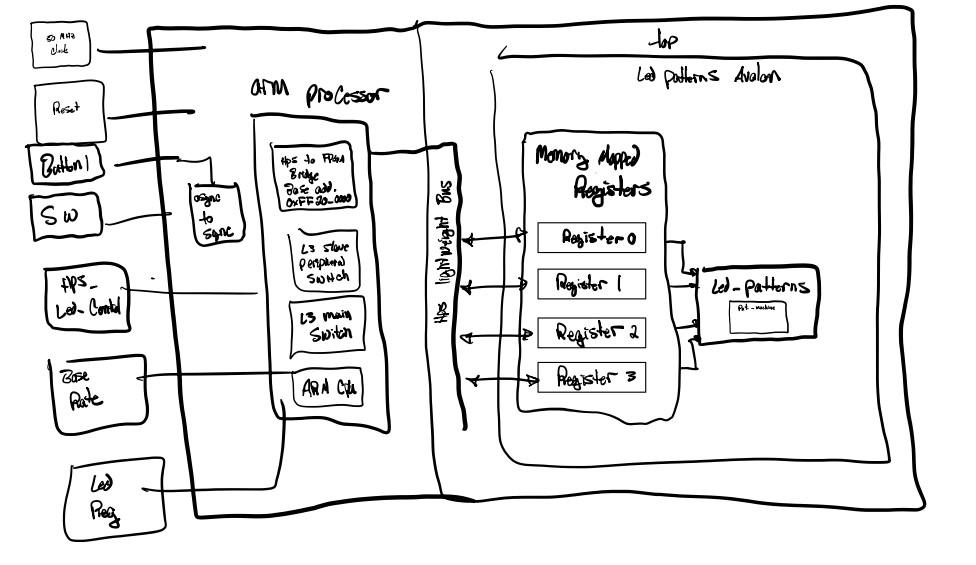 50 MHz
Clock
Reset
Button 1
SW
Hps_
Led_Control
Base
Rate
Led
Reg
async
to
sync
ARM Processor
Hps to FPGA
Bridge
Base add.
0xFF20_0000
L3 slave
Peripheral
Switch
L3 main
Switch
ARM CPU
Hps lightweight Bus
top
Led patterns Avalon
Memory Mapped
Registers
Register 0
Register 1
Register 2
Register 3
Led_patterns
Pat_machine